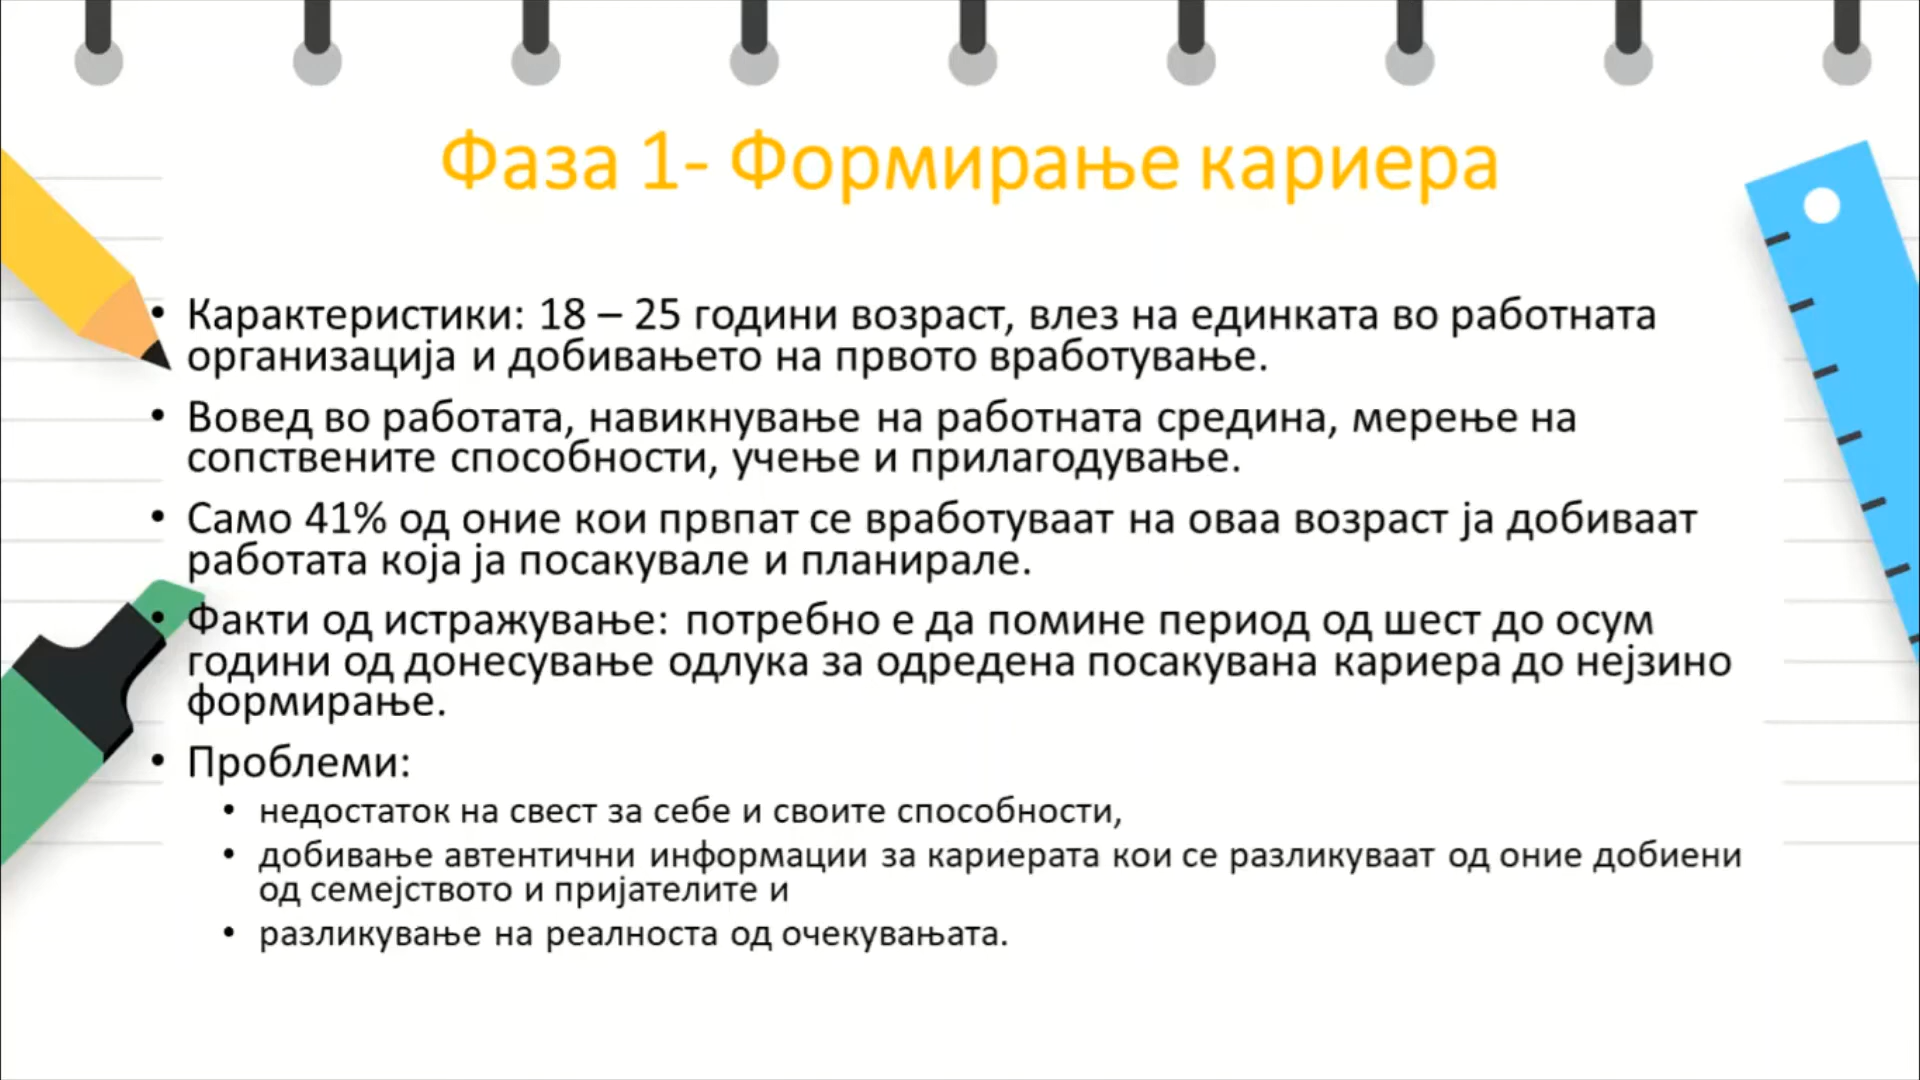 Фаза 1- Формирање кариера
• Карактеристики: 18 – 25 години возраст, влез на единката во работната
организација и добивањето на првото вработување.
• Вовед во работата, навикнување на работната средина, мерење на
сопствените способности, учење и прилагодување.
• Само 41% од оние кои првпат се вработуваат на оваа возраст ја добиваат
работата која ја посакувале и планирале.
• Факти од истражување: потребно е да помине период од шест до осум
години од донесување одлука за одредена посакувана кариера до нејзино
формирање.
• Проблеми:
• недостаток на свест за себе и своите способности,
• добивање автентични информации за кариерата кои се разликуваат од оние добиени
од семејството и пријателите и
• разликување на реалноста од очекувањата.